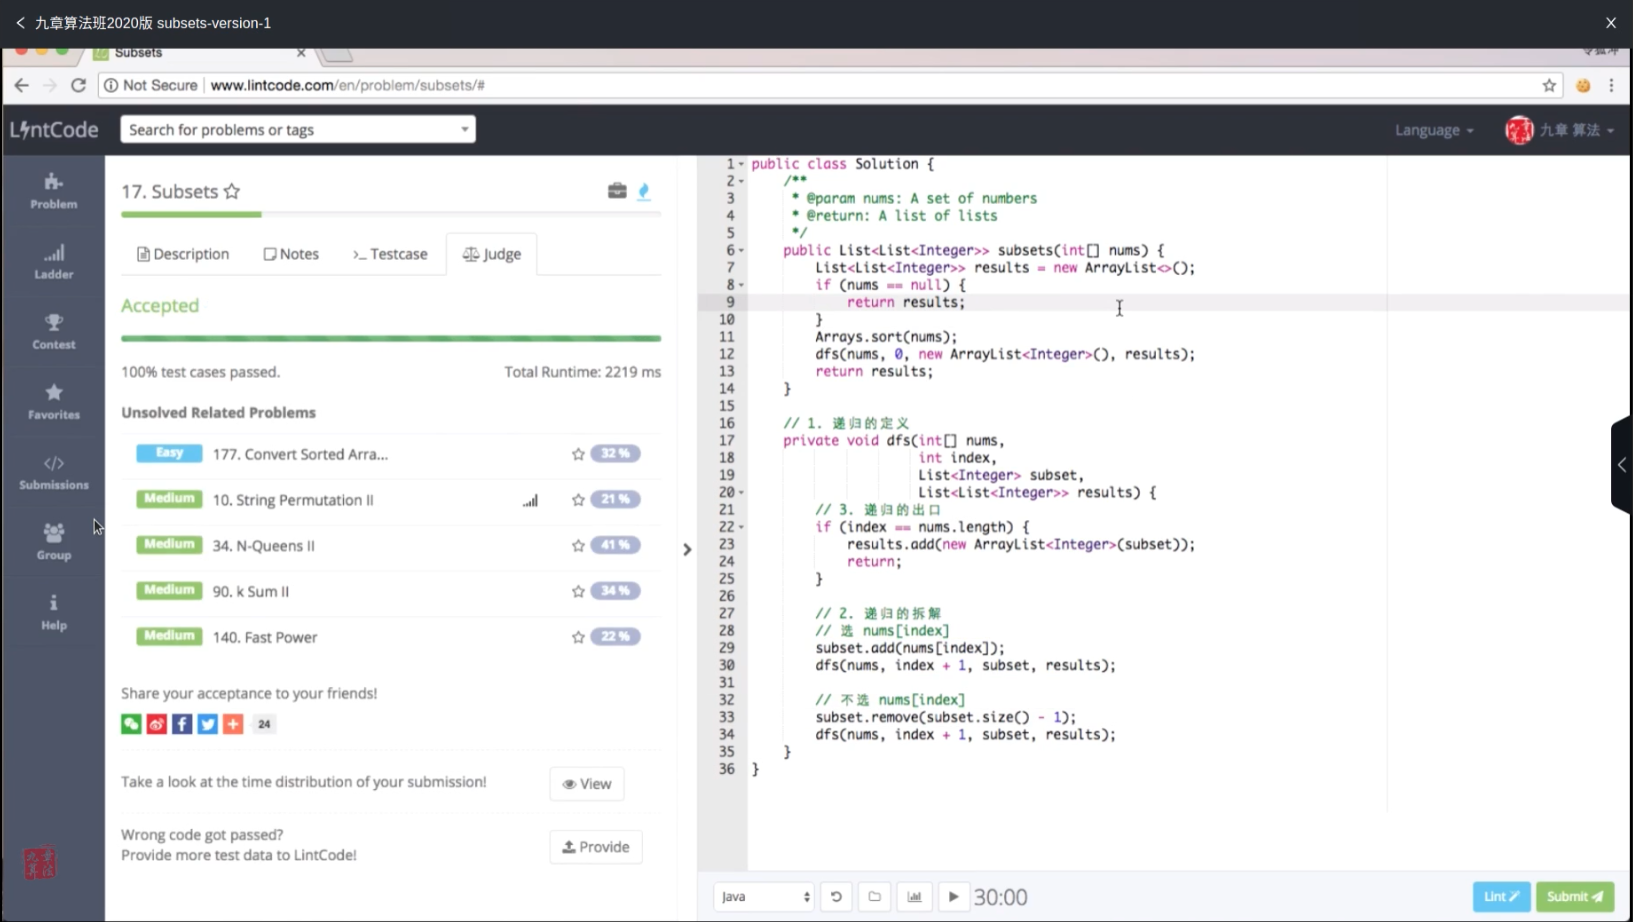 九章算法班2020版 subsets-version-1
Subsets
Not Secure | www.lintcode.com/en/problem/subsets/#
LintCode
Search for problems or tags
Language
九章 算法
Problem
Ladder
Contest
Favorites
Submissions
Group
Help
17. Subsets
Description
Notes
>_ Testcase
Judge
Accepted
100% test cases passed.
Total Runtime: 2219 ms
Unsolved Related Problems
Easy 177. Convert Sorted Arra... 32 %
Medium 10. String Permutation II 21 %
Medium 34. N-Queens II 41 %
Medium 90. k Sum II 34 %
Medium 140. Fast Power 22 %
Share your acceptance to your friends!
24
Take a look at the time distribution of your submission!
View
Wrong code got passed?
Provide more test data to LintCode!
Provide
1 public class Solution {
2 /**
3 * @param nums: A set of numbers
4 * @return: A list of lists
5 */
6 public List<List<Integer>> subsets(int[] nums) {
7 List<List<Integer>> results = new ArrayList<>();
8 if (nums == null) {
9 return results;
10 }
11 Arrays.sort(nums);
12 dfs(nums, 0, new ArrayList<Integer>(), results);
13 return results;
14 }
15
16 // 1. 递归的定义
17 private void dfs(int[] nums,
18 int index,
19 List<Integer> subset,
20 List<List<Integer>> results) {
21 // 3. 递归的出口
22 if (index == nums.length) {
23 results.add(new ArrayList<Integer>(subset));
24 return;
25 }
26
27 // 2. 递归的拆解
28 // 选 nums[index]
29 subset.add(nums[index]);
30 dfs(nums, index + 1, subset, results);
31
32 // 不选 nums[index]
33 subset.remove(subset.size() - 1);
34 dfs(nums, index + 1, subset, results);
35 }
36 }
Java
30:00
Lint
Submit